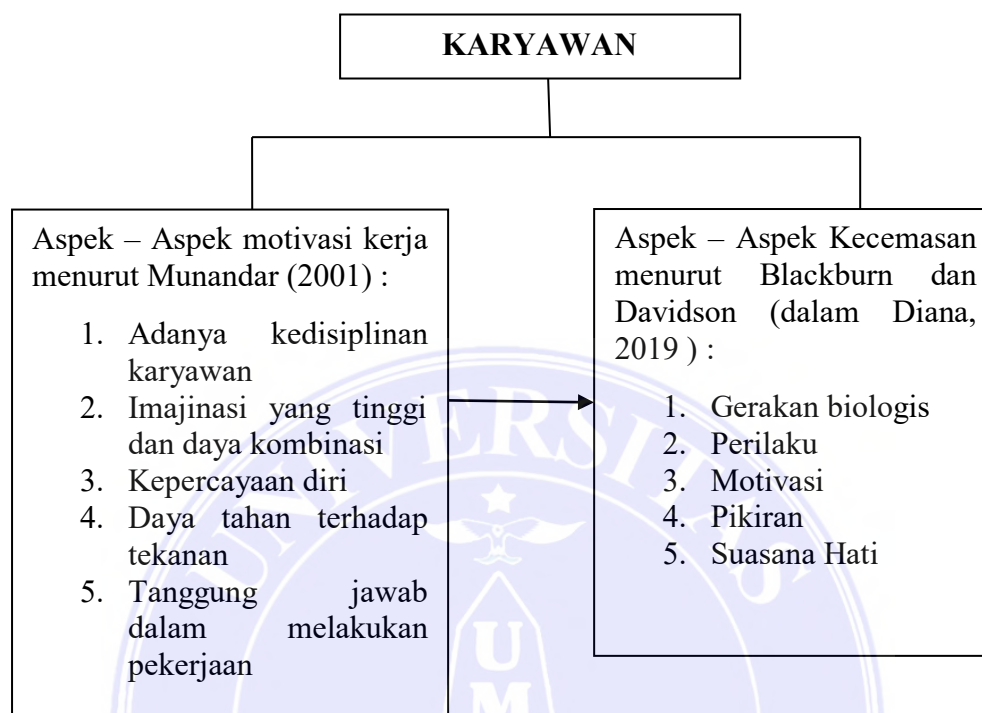 KARYAWAN
Aspek – Aspek motivasi kerja
menurut Munandar (2001) :
1. Adanya kedisiplinan
karyawan
2. Imajinasi yang tinggi
dan daya kombinasi
3. Kepercayaan diri
4. Daya tahan terhadap
tekanan
5. Tanggung jawab
dalam melakukan
pekerjaan
Aspek – Aspek Kecemasan
menurut Blackburn dan
Davidson (dalam Diana,
2019 ) :
1. Gerakan biologis
2. Perilaku
3. Motivasi
4. Pikiran
5. Suasana Hati
UNIVERSITAS
U
M